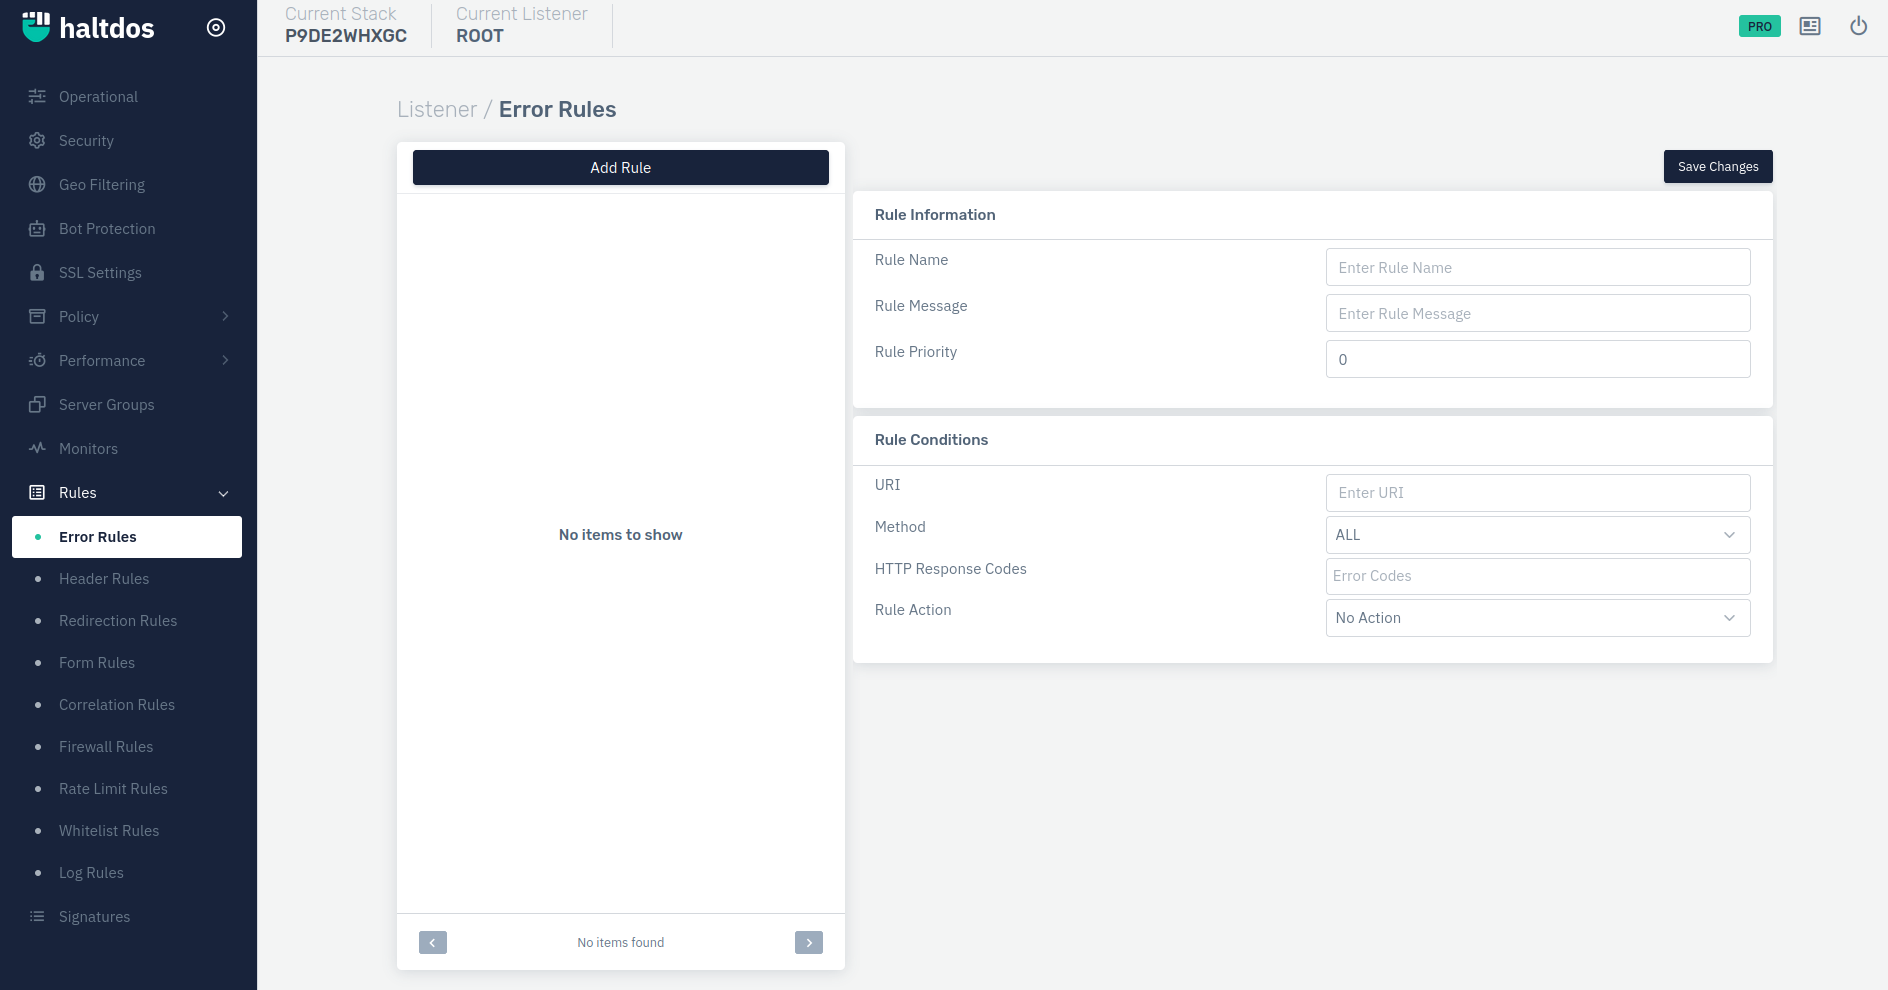 haltdos
Operational
Security
Geo Filtering
Bot Protection
SSL Settings
Policy
Performance
Server Groups
Monitors
Rules
Error Rules
Header Rules
Redirection Rules
Form Rules
Correlation Rules
Firewall Rules
Rate Limit Rules
Whitelist Rules
Log Rules
Signatures
Current Stack
P9DE2WHXGC
Current Listener
ROOT
PRO
Listener / Error Rules
Add Rule
No items to show
No items found
Save Changes
Rule Information
Rule Name
Enter Rule Name
Rule Message
Enter Rule Message
Rule Priority
0
Rule Conditions
URI
Enter URI
Method
ALL
HTTP Response Codes
Error Codes
Rule Action
No Action